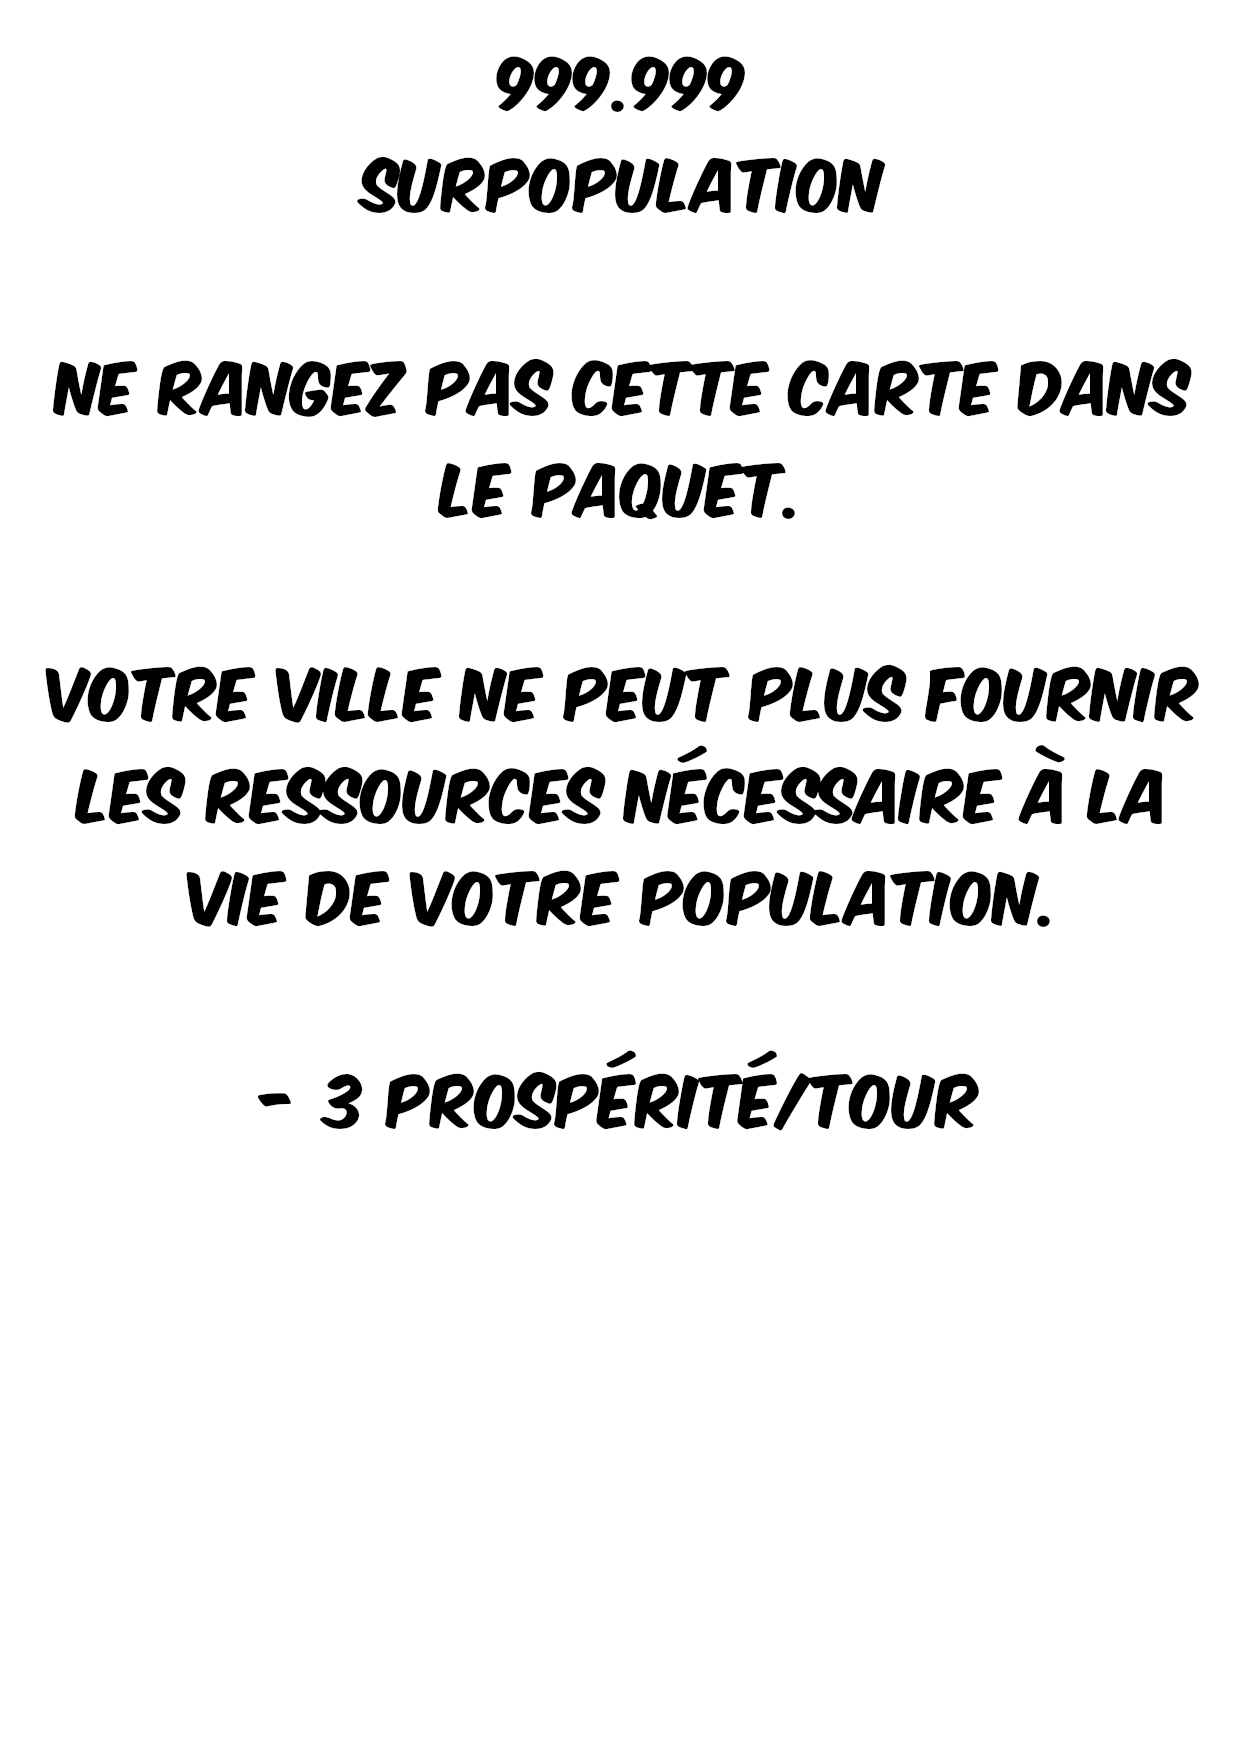 999.999
SURPOPULATION
NE RANGEZ PAS CETTE CARTE DANS
LE PAQUET.
VOTRE VILLE NE PEUT PLUS FOURNIR
LES RESSOURCES NÉCESSAIRE À LA
VIE DE VOTRE POPULATION.
- 3 PROSPÉRITÉ/TOUR